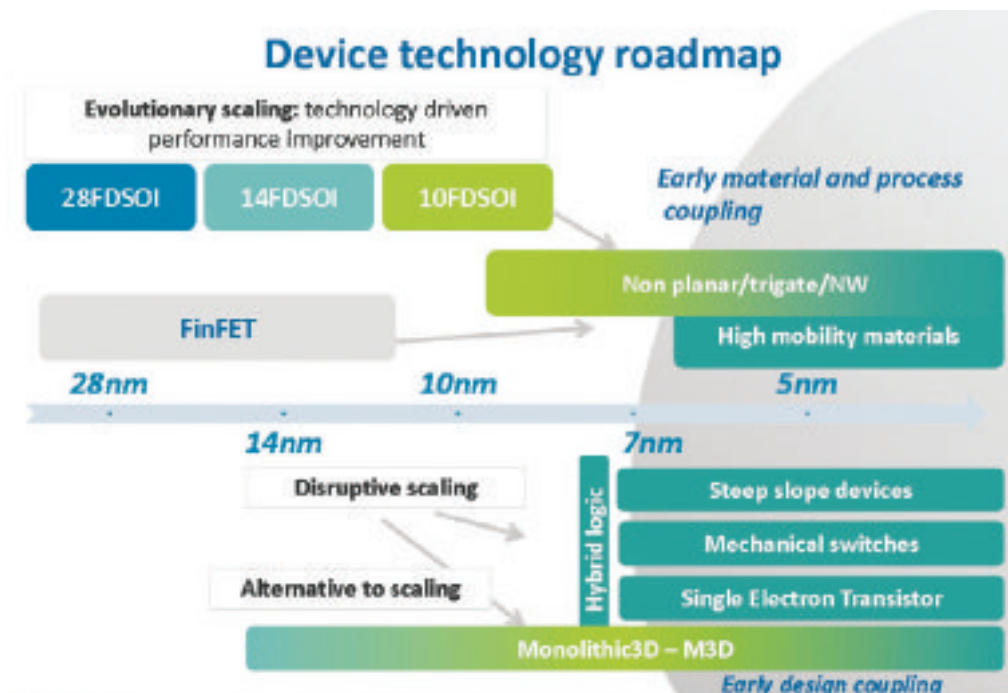 Device technology roadmap
Evolutionary scaling: technology driven
performance improvement
28FDSOI
14FDSOI
10FDSOI
Early material and process
coupling
Non planar/trigate/NW
FinFET
High mobility materials
28nm
10nm
5nm
14nm
7nm
Disruptive scaling
Hybrid logic
Steep slope devices
Mechanical switches
Alternative to scaling
Single Electron Transistor
Monolithic3D – M3D
Early design coupling